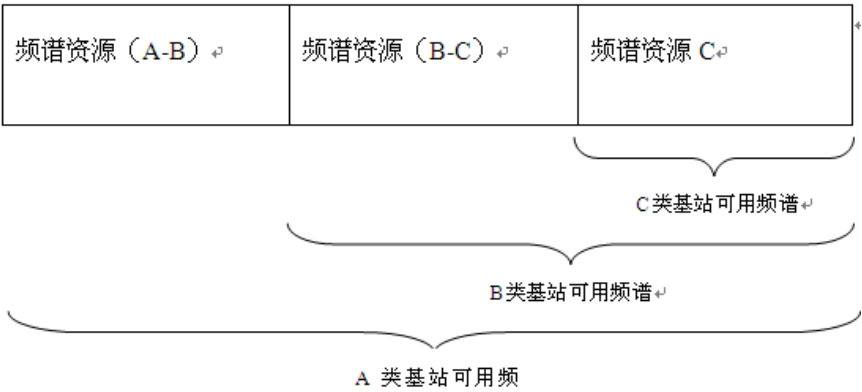 频谱资源（A-B）
频谱资源（B-C）
频谱资源 C
C类基站可用频谱
B类基站可用频谱
A 类基站可用频